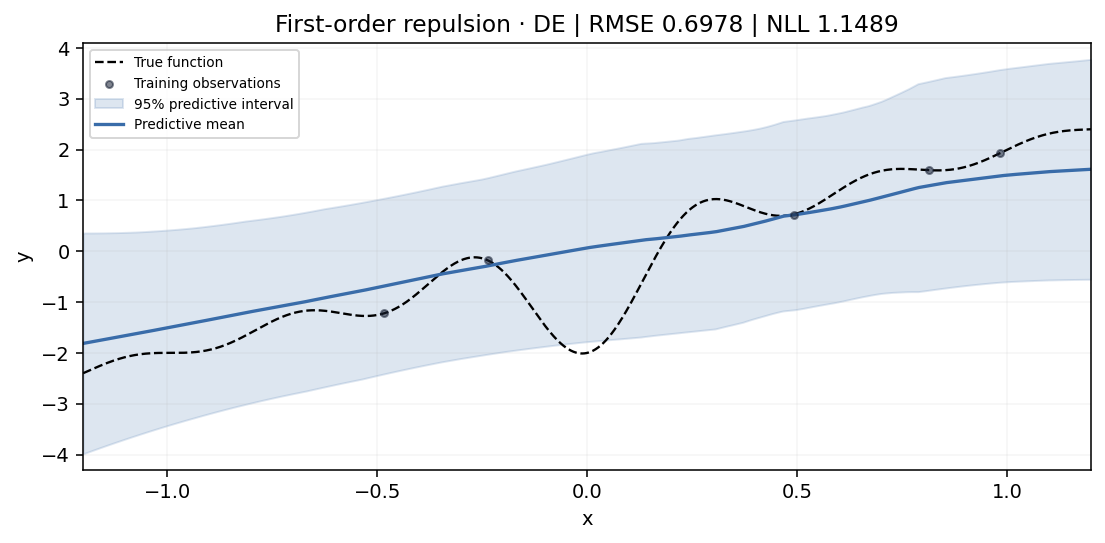 First-order repulsion · DE | RMSE 0.6978 | NLL 1.1489
True function
Training observations
95% predictive interval
Predictive mean
4
3
2
1
0
−1
−2
−3
−4
y
−1.0
−0.5
0.0
0.5
1.0
x